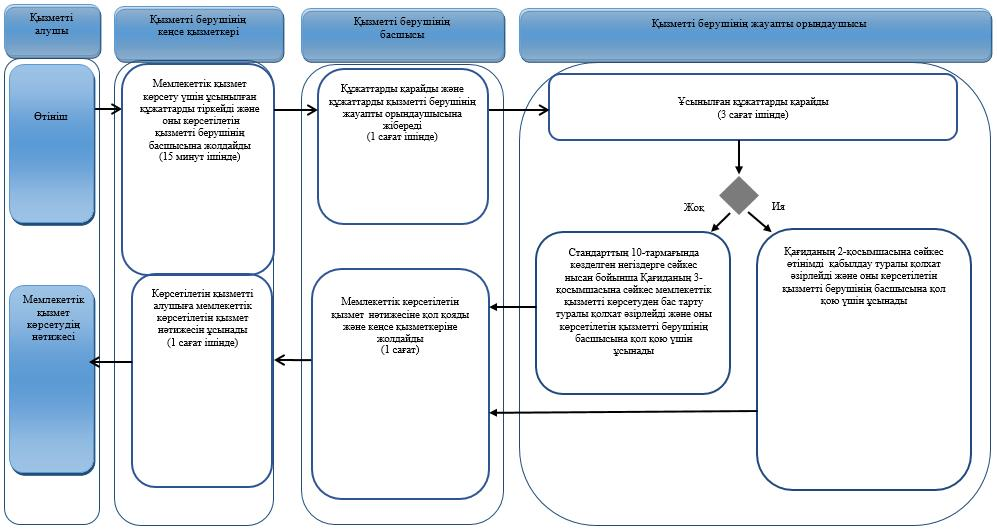 Қызметті
алушы
Қызметті берушінің
кеңсе қызметкері
Қызметті берушінің
басшысы
Қызметті берушінің жауапты орындаушысы
Өтініш
Мемлекеттік қызмет
көрсету үшін ұсынылған
құжаттарды тіркейді және
оны көрсетілетін
қызметті берушінің
басшысына жолдайды
(15 минут ішінде)
Құжаттарды қарайды және
құжаттарды қызметті берушінің
жауапты орындаушысына
жібереді
(1 сағат ішінде)
Ұсынылған құжаттарды қарайды
(3 сағат ішінде)
Жоқ
Ия
Стандарттың 10-тармағында
көзделген негіздерге сәйкес
нысан бойынша Қағиданың 3-
қосымшасына сәйкес мемлекеттік
қызметті көрсетуден бас тарту
туралы қолхат әзірлейді және оны
көрсетілетін қызметті берушінің
басшысына қол қою үшін
ұсынады
Қағиданың 2-қосымшасына сәйкес
өтінімді қабылдау туралы қолхат
әзірлейді және оны көрсетілетін
қызметті берушінің басшысына қол
қою үшін ұсынады
Мемлекеттік көрсетілетін
қызмет нәтижесіне қол қояды
және кеңсе қызметкеріне
жолдайды
(1 сағат)
Көрсетілетін қызметті
алушыға мемлекеттік
көрсетілетін қызмет
нәтижесін ұсынады
(1 сағат ішінде)
Мемлекеттік
қызмет
көрсетудің
нәтижесі